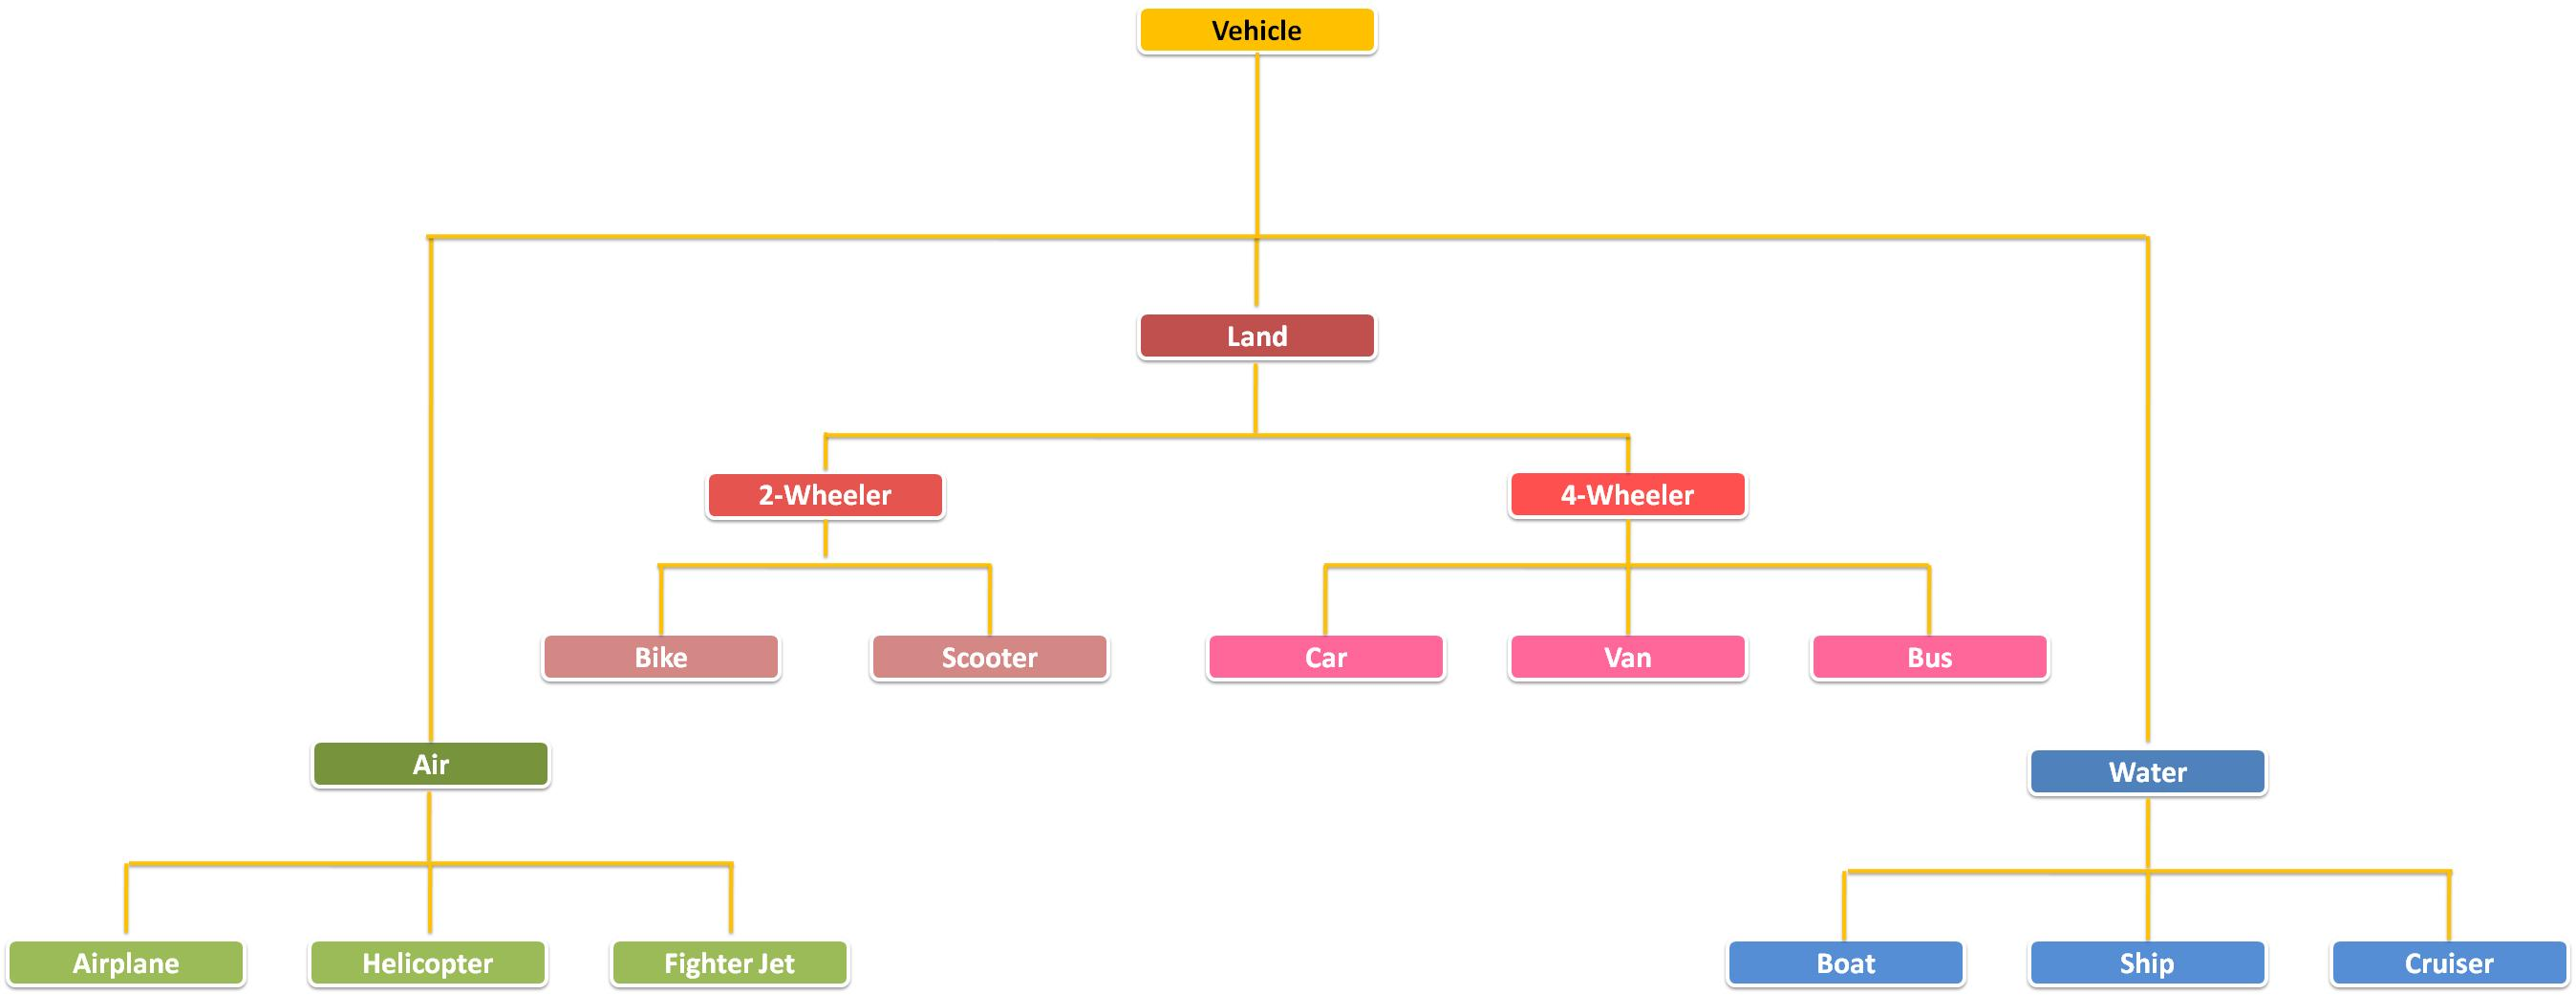 Vehicle
Land
2-Wheeler
4-Wheeler
Bike
Scooter
Car
Van
Bus
Air
Water
Airplane
Helicopter
Fighter Jet
Boat
Ship
Cruiser